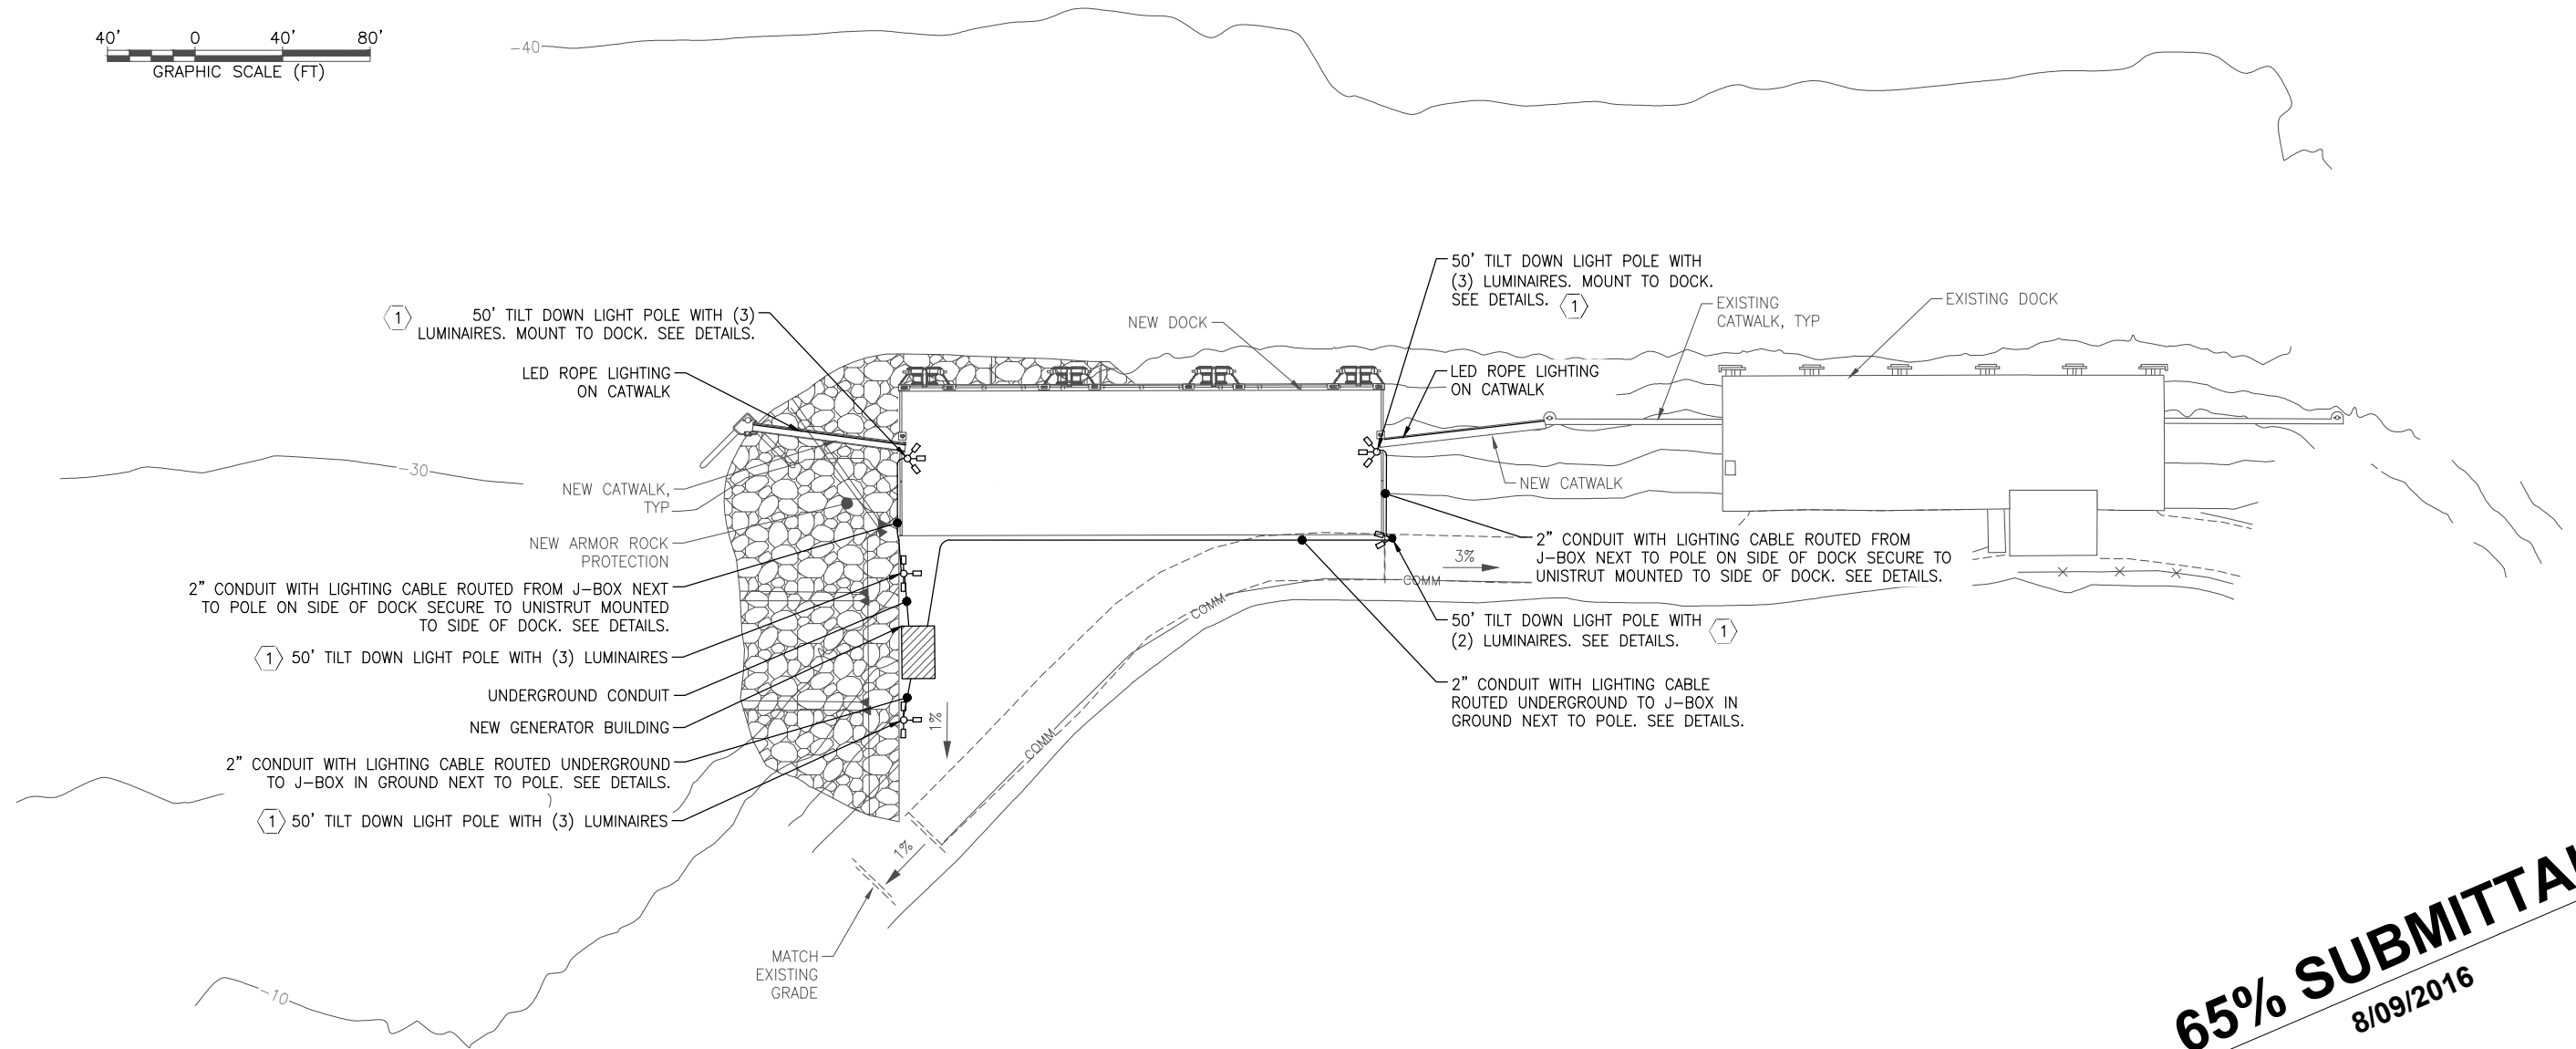 40' 0 40' 80'
GRAPHIC SCALE (FT)
-40
50' TILT DOWN LIGHT POLE WITH
(3) LUMINAIRES. MOUNT TO DOCK.
SEE DETAILS. 1
EXISTING
CATWALK, TYP
EXISTING DOCK
1 50' TILT DOWN LIGHT POLE WITH (3)
LUMINAIRES. MOUNT TO DOCK. SEE DETAILS.
NEW DOCK
LED ROPE LIGHTING
ON CATWALK
LED ROPE LIGHTING
ON CATWALK
-30
NEW CATWALK,
TYP
NEW CATWALK
NEW ARMOR ROCK
PROTECTION
2" CONDUIT WITH LIGHTING CABLE ROUTED FROM
J-BOX NEXT TO POLE ON SIDE OF DOCK SECURE TO
UNISTRUT MOUNTED TO SIDE OF DOCK. SEE DETAILS.
3%
COMM
2" CONDUIT WITH LIGHTING CABLE ROUTED FROM J-BOX NEXT
TO POLE ON SIDE OF DOCK SECURE TO UNISTRUT MOUNTED
TO SIDE OF DOCK. SEE DETAILS.
COMM
50' TILT DOWN LIGHT POLE WITH
(2) LUMINAIRES. SEE DETAILS. 1
1 50' TILT DOWN LIGHT POLE WITH (3) LUMINAIRES
UNDERGROUND CONDUIT
2" CONDUIT WITH LIGHTING CABLE
ROUTED UNDERGROUND TO J-BOX IN
GROUND NEXT TO POLE. SEE DETAILS.
NEW GENERATOR BUILDING
1%
COMM
2" CONDUIT WITH LIGHTING CABLE ROUTED UNDERGROUND
TO J-BOX IN GROUND NEXT TO POLE. SEE DETAILS.
1 50' TILT DOWN LIGHT POLE WITH (3) LUMINAIRES
1%
MATCH
EXISTING
GRADE
-10
65% SUBMITTAL
8/09/2016